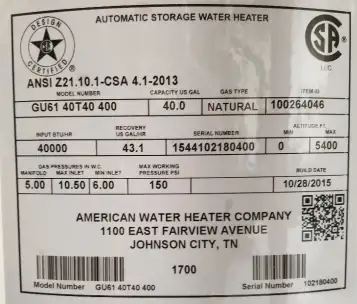 DESIGN
CERTIFIED
AUTOMATIC STORAGE WATER HEATER
ANSI Z21.10.1-CSA 4.1-2013
MODEL NUMBER CAPACITY US GAL GAS TYPE ITEM-ID
GU61 40T40 400 40.0 NATURAL 100264046
INPUT BTU/HR RECOVERY US GAL/HR SERIAL NUMBER ALTITUDE FT. MIN MAX
40000 43.1 1544102180400 0 5400
GAS PRESSURES IN W.C. MAX WORKING
MANIFOLD MAX INLET MIN INLET PRESSURE PSI BUILD DATE
5.00 10.50 6.00 150 10/28/2015
AMERICAN WATER HEATER COMPANY
1100 EAST FAIRVIEW AVENUE
JOHNSON CITY, TN
1700
Model Number GU61 40T40 400 Serial Number 102180400